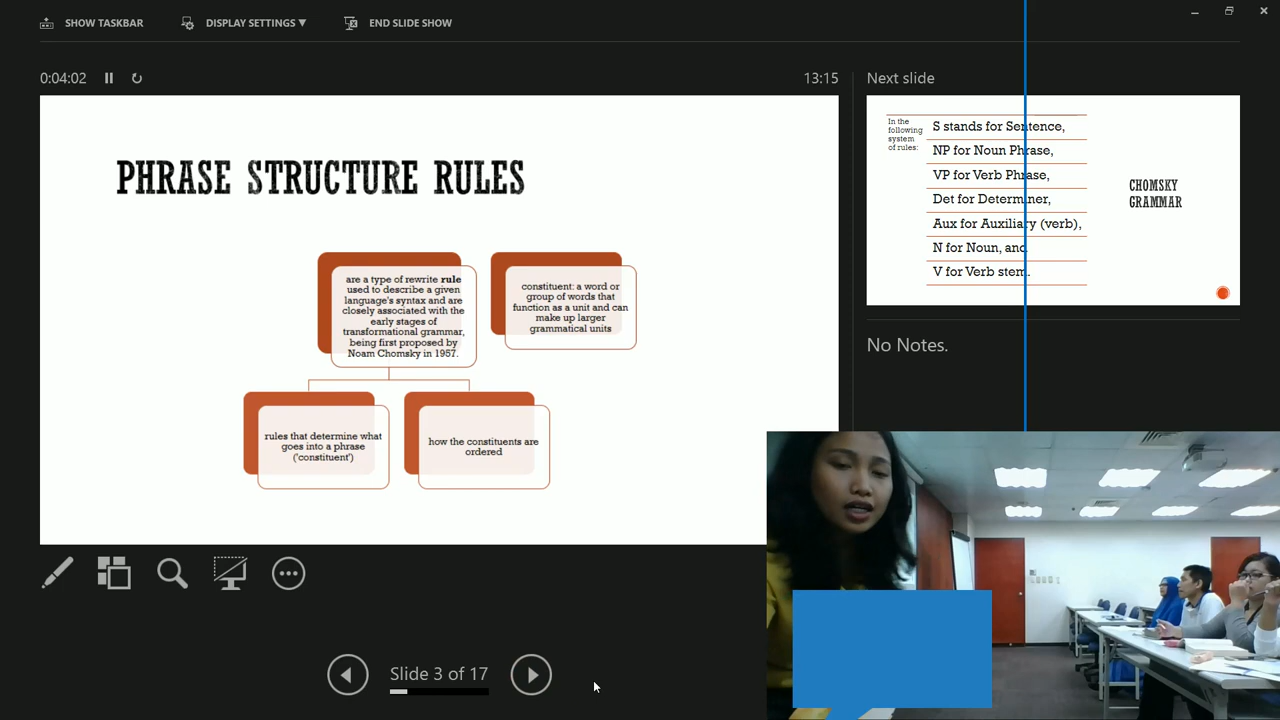 SHOW TASKBAR
DISPLAY SETTINGS ▼
END SLIDE SHOW
0:04:02
13:15
Next slide
PHRASE STRUCTURE RULES
are a type of rewrite rule
used to describe a given
language's syntax and are
closely associated with the
early stages of
transformational grammar,
being first proposed by
Noam Chomsky in 1957.
constituent: a word or
group of words that
function as a unit and can
make up larger
grammatical units
rules that determine what
goes into a phrase
('constituent')
how the constituents are
ordered
In the
following
system
of rules:
S stands for Sentence,
NP for Noun Phrase,
VP for Verb Phrase,
Det for Determiner,
Aux for Auxiliary (verb),
N for Noun, and
V for Verb stem.
CHOMSKY
GRAMMAR
No Notes.
Slide 3 of 17